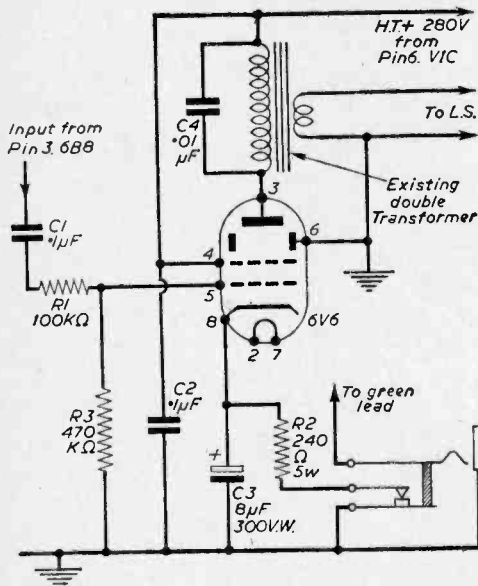 H.T.+ 280V
from
Pin6. VIC
C4
·01
µF
To L.S.
Input from
Pin 3, 6B8
3
Existing
double
Transformer
C1
·1µF
6
4
5
R1
100KΩ
8
6V6
2
7
To green
lead
C2
·1µF
R2
240
Ω
5w
R3
470
KΩ
+
C3
8µF
300V.W.